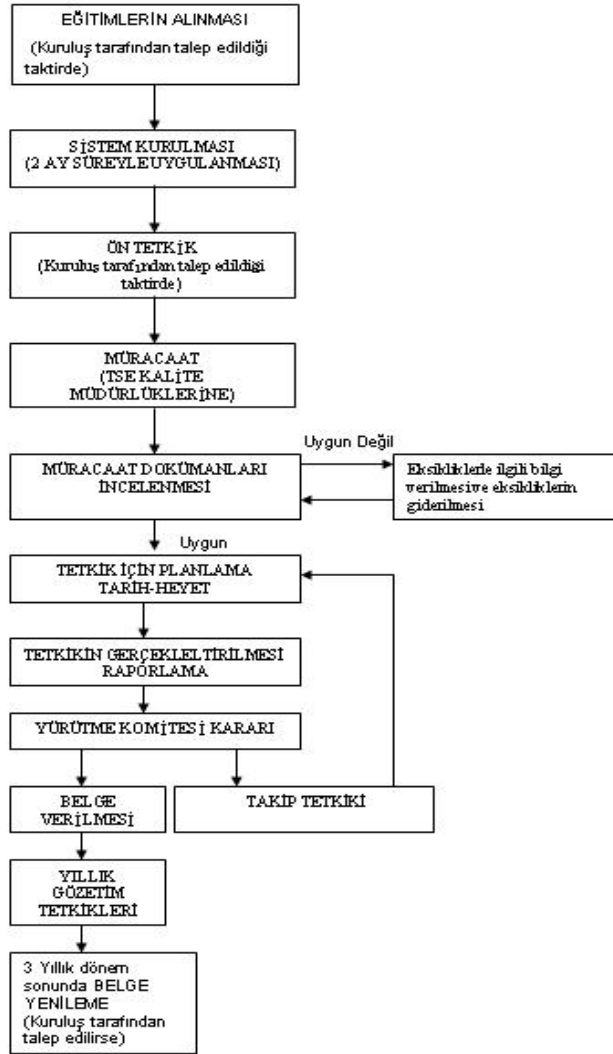 EĞİTİMLERİN ALINMASI
(Kuruluş tarafından talep edildiği
taktirde)
SİSTEM KURULMASI
(2 AY SÜREYLE UYGULANMASI)
ÖN TETKİK
(Kuruluş tarafından talep edildiği
taktirde)
MÜRACAAT
(TSE KALİTE
MÜDÜRLÜKLERİNE)
Uygun Değil
MÜRACAAT DOKÜMANLARI
İNCELENMESİ
Eksikliklerle ilgili bilgi
verilmesi ve eksikliklerin
giderilmesi
Uygun
TETKİK İÇİN PLANLAMA
TARİH-HEYET
TETKİKİN GERÇEKLELTİRİLMESİ
RAPORLAMA
YÜRÜTME KOMİTESİ KARARI
BELGE
VERİLMESİ
TAKİP TETKİKİ
YILLIK
GÖZETİM
TETKİKLERİ
3 Yıllık dönem
sonunda BELGE
YENİLEME
(Kuruluş tarafından
talep edilirse)